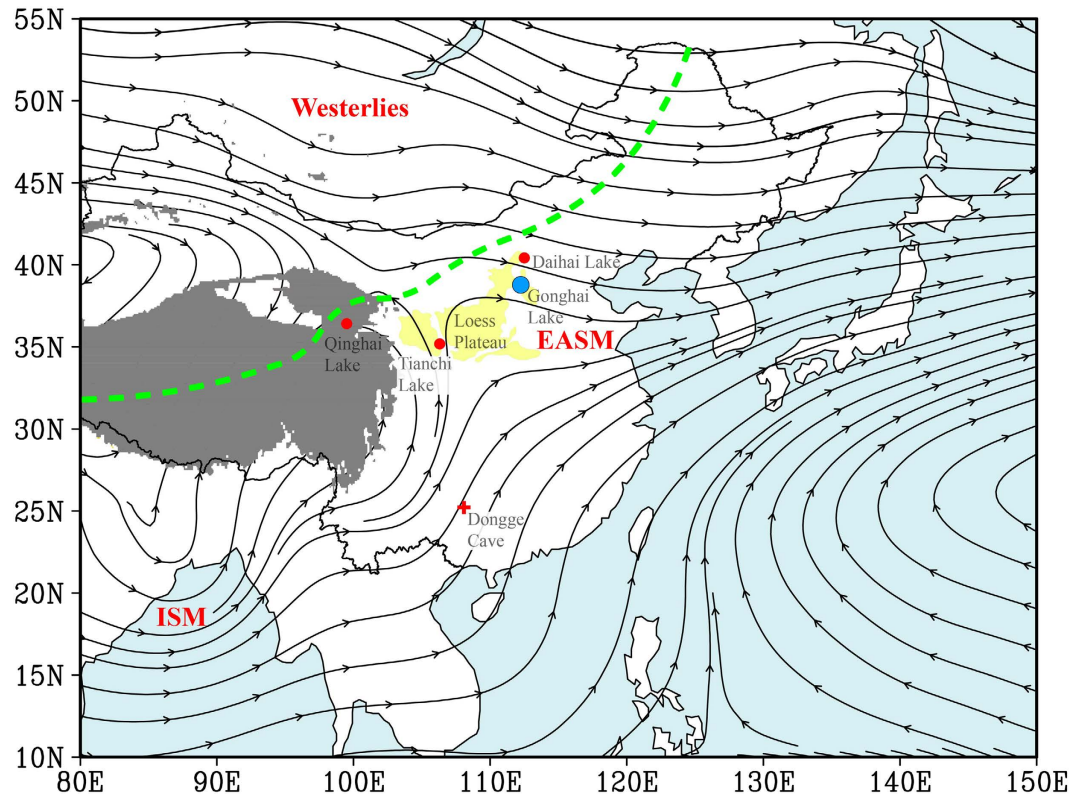 55N
50N
Westerlies
45N
40N
Daihai Lake
Gonghai
Lake
Loess
Plateau
EASM
35N
Qinghai
Lake
Tianchi
Lake
30N
25N
Dongge
Cave
20N
ISM
15N
10N
80E 90E 100E 110E 120E 130E 140E 150E